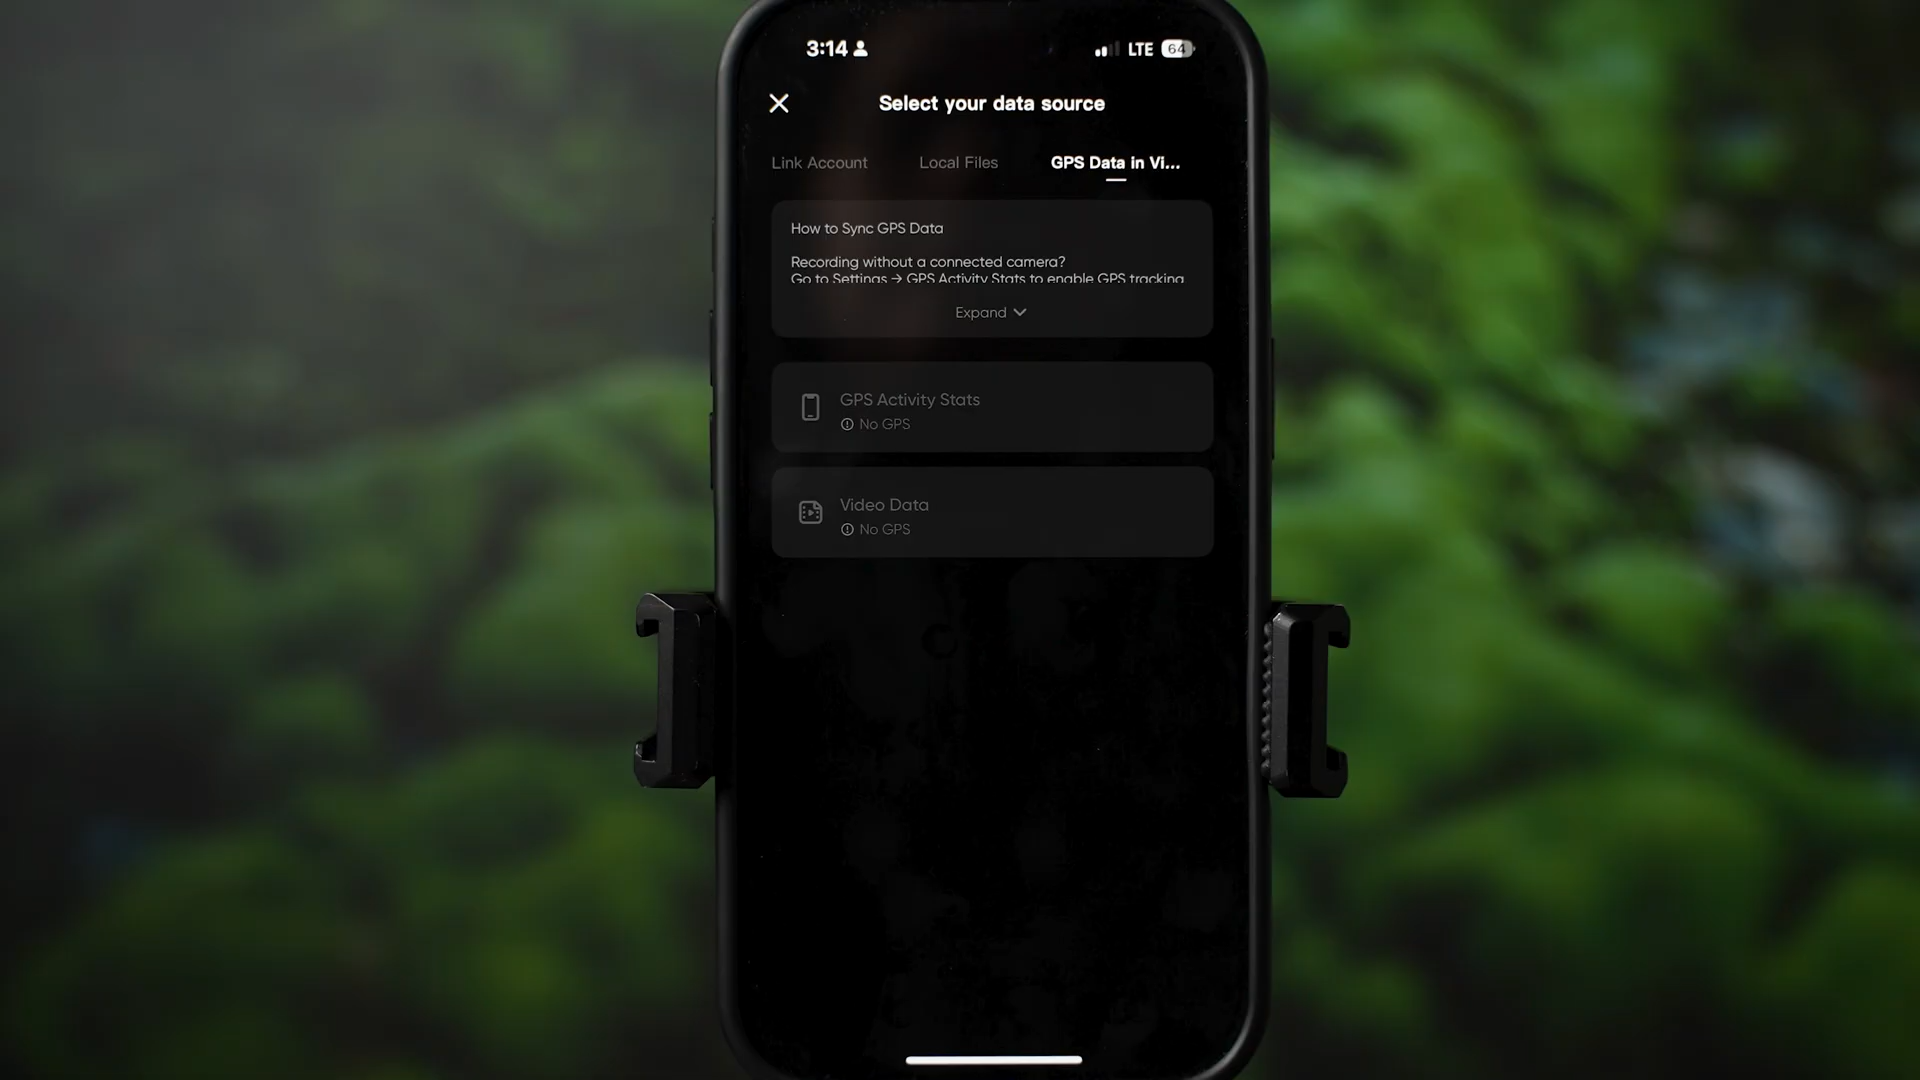 3:14
LTE 64
Select your data source
Link Account
Local Files
GPS Data in Vi...
How to Sync GPS Data
Recording without a connected camera?
Go to Settings → GPS Activity Stats to enable GPS tracking
Expand
GPS Activity Stats
No GPS
Video Data
No GPS